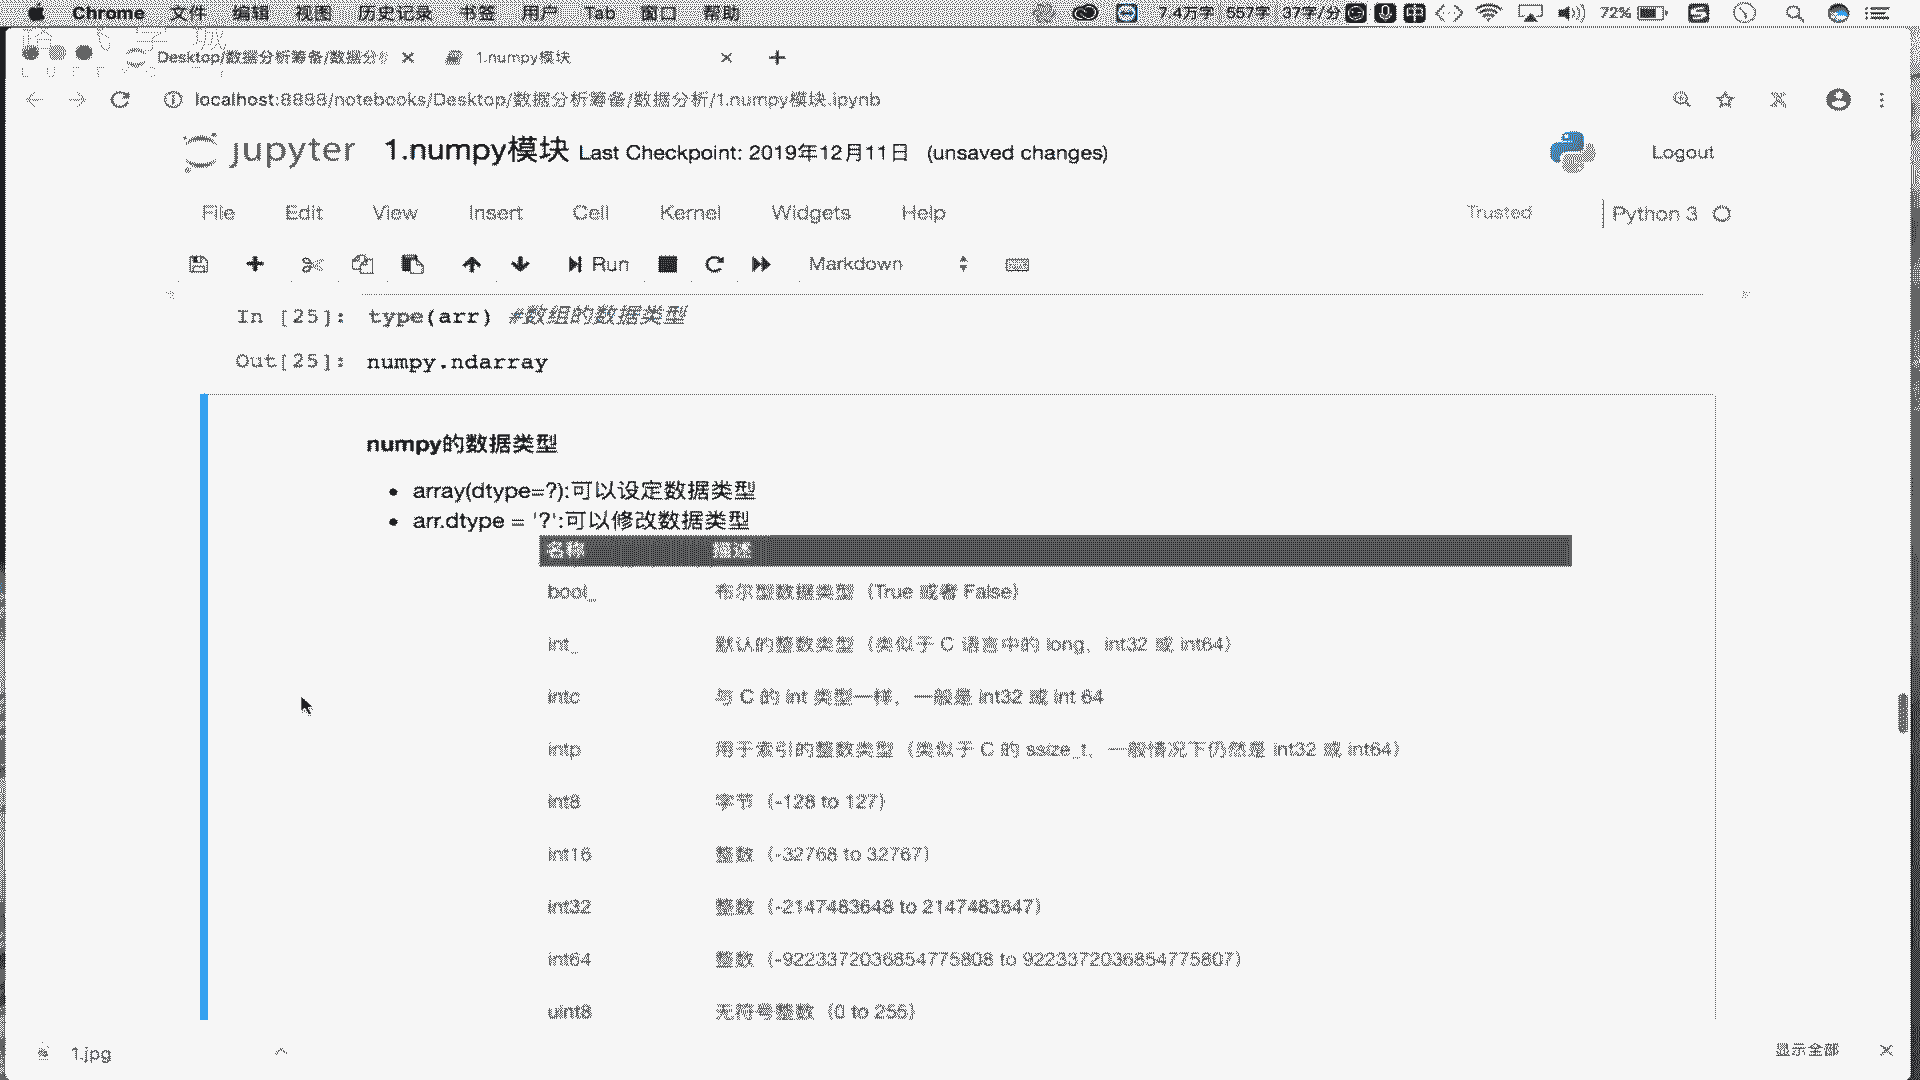 Chrome 文件 编辑 视图 历史记录 书签 用户 Tab 窗口 帮助 7.4万字 557字 37字/分 中 72%
Desktop/数据分析筹备/数据分析 1.numpy模块
localhost:8888/notebooks/Desktop/数据分析筹备/数据分析/1.numpy模块.ipynb
jupyter 1.numpy模块 Last Checkpoint: 2019年12月11日 (unsaved changes) Logout
File Edit View Insert Cell Kernel Widgets Help Trusted Python 3
Run Markdown
In [25]: type(arr) #数组的数据类型
Out[25]: numpy.ndarray
numpy的数据类型
• array(dtype=?):可以设定数据类型
• arr.dtype = '?':可以修改数据类型
名称 描述
bool_ 布尔型数据类型（True 或者 False）
int_ 默认的整数类型（类似于 C 语言中的 long，int32 或 int64）
intc 与 C 的 int 类型一样，一般是 int32 或 int 64
intp 用于索引的整数类型（类似于 C 的 ssize_t，一般情况下仍然是 int32 或 int64）
int8 字节（-128 to 127）
int16 整数（-32768 to 32767）
int32 整数（-2147483648 to 2147483647）
int64 整数（-9223372036854775808 to 9223372036854775807）
uint8 无符号整数（0 to 255）
1.jpg 显示全部